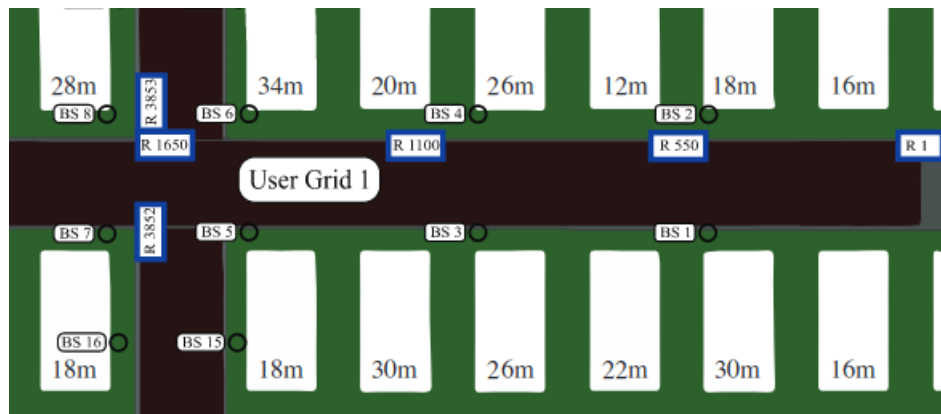 28m
34m
20m
26m
12m
18m
16m
R 3853
BS 8
BS 6
BS 4
BS 2
R 1650
R 1100
R 550
R 1
User Grid 1
R 3852
BS 7
BS 5
BS 3
BS 1
BS 16
BS 15
18m
18m
30m
26m
22m
30m
16m